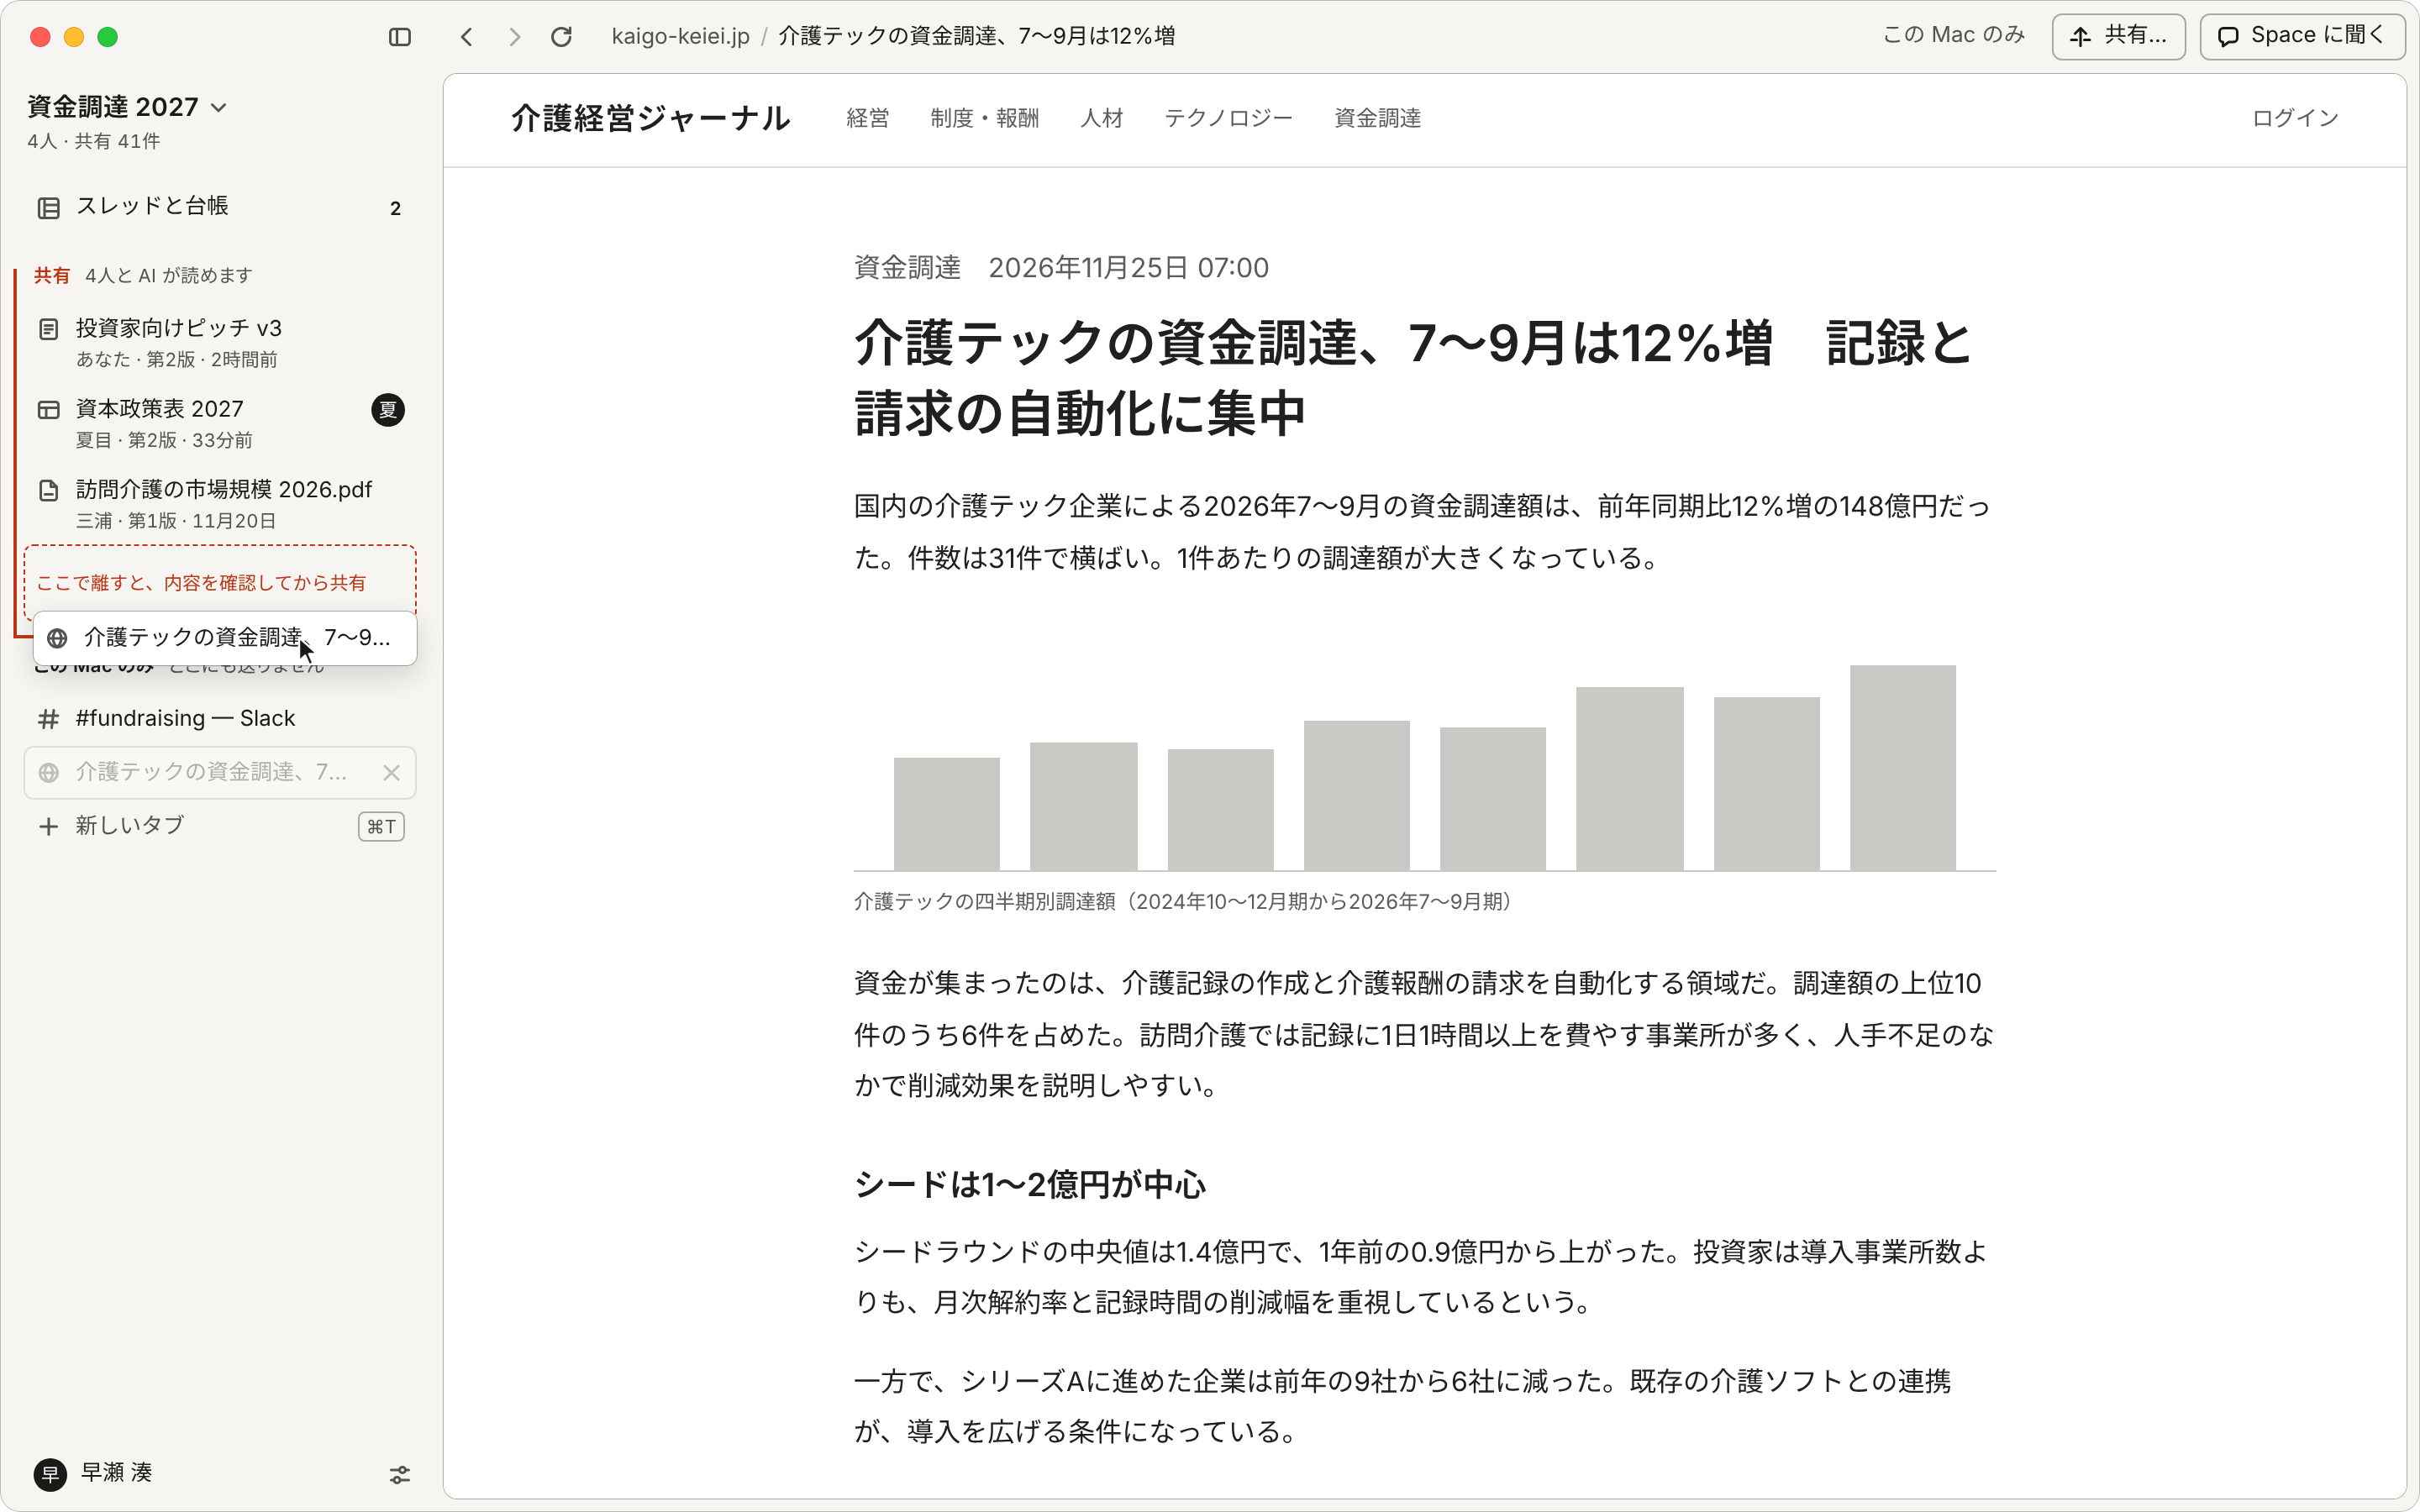 kaigo-keiei.jp / 介護テックの資金調達、7〜9月は12%増
この Mac のみ
共有...
Space に聞く
資金調達 2027
4人 · 共有 41件
スレッドと台帳
2
共有 4人と AI が読めます
投資家向けピッチ v3
あなた · 第2版 · 2時間前
資本政策表 2027
夏
夏目 · 第2版 · 33分前
訪問介護の市場規模 2026.pdf
三浦 · 第1版 · 11月20日
ここで離すと、内容を確認してから共有
介護テックの資金調達、7〜9...
この Mac のみ どこにも送りません
#fundraising — Slack
介護テックの資金調達、7...
新しいタブ
⌘T
早
早瀬 湊
介護経営ジャーナル
経営
制度・報酬
人材
テクノロジー
資金調達
ログイン
資金調達 2026年11月25日 07:00
介護テックの資金調達、7〜9月は12%増 記録と
請求の自動化に集中
国内の介護テック企業による2026年7〜9月の資金調達額は、前年同期比12%増の148億円だっ
た。件数は31件で横ばい。1件あたりの調達額が大きくなっている。
介護テックの四半期別調達額（2024年10〜12月期から2026年7〜9月期）
資金が集まったのは、介護記録の作成と介護報酬の請求を自動化する領域だ。調達額の上位10
件のうち6件を占めた。訪問介護では記録に1日1時間以上を費やす事業所が多く、人手不足のな
かで削減効果を説明しやすい。
シードは1〜2億円が中心
シードラウンドの中央値は1.4億円で、1年前の0.9億円から上がった。投資家は導入事業所数よ
りも、月次解約率と記録時間の削減幅を重視しているという。
一方で、シリーズAに進めた企業は前年の9社から6社に減った。既存の介護ソフトとの連携
が、導入を広げる条件になっている。